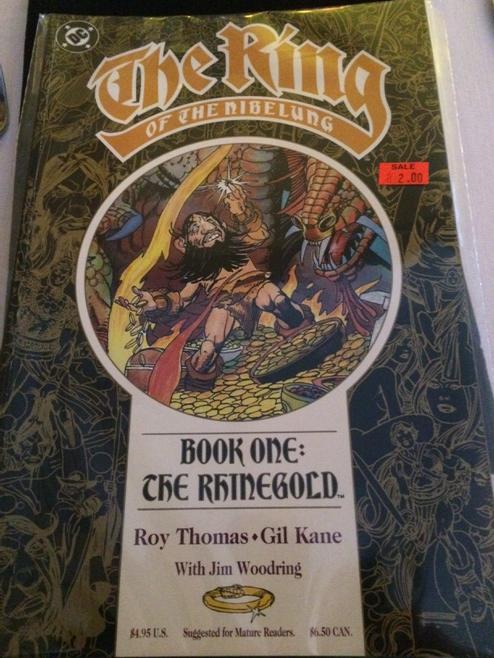 DC
The Ring
OF THE NIBELUNG
SALE
$2.00
BOOK ONE:
THE RHINEGOLD™
Roy Thomas • Gil Kane
With Jim Woodring
$4.95 U.S. Suggested for Mature Readers. $6.50 CAN.